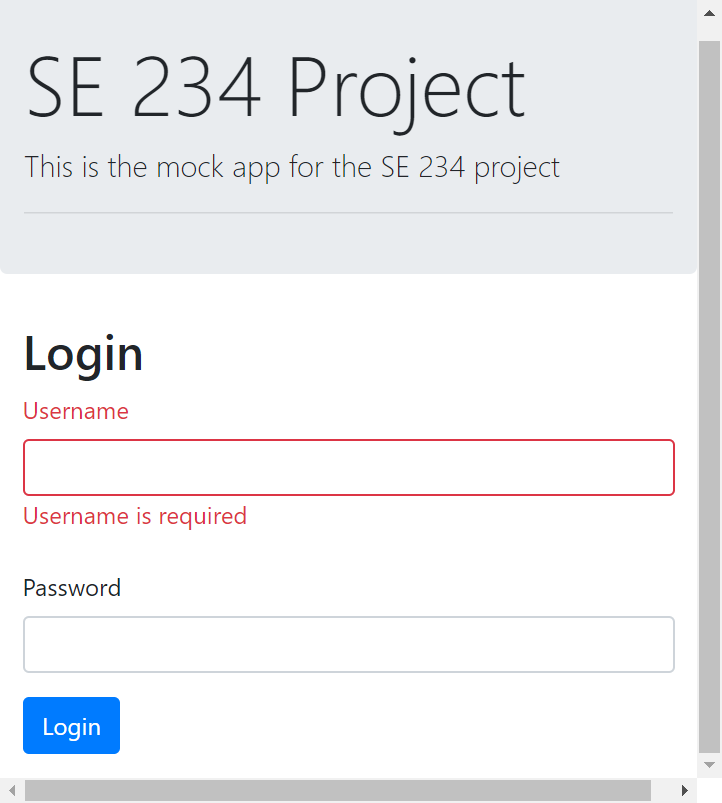 SE 234 Project
This is the mock app for the SE 234 project
Login
Username
Username is required
Password
Login